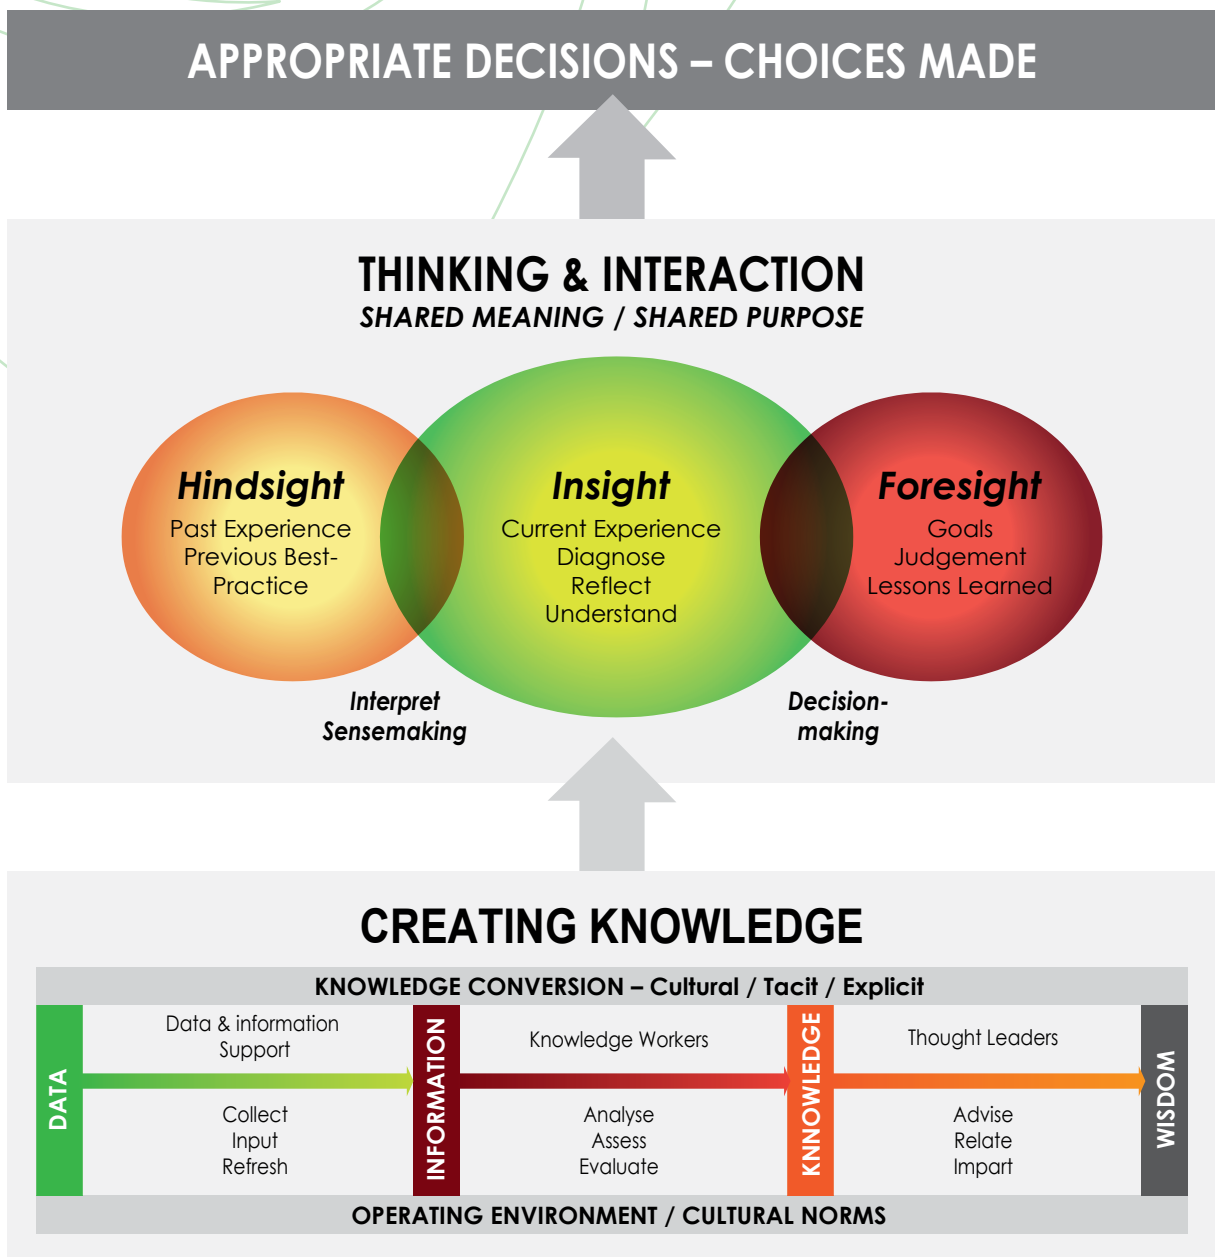 APPROPRIATE DECISIONS – CHOICES MADE
THINKING & INTERACTION
SHARED MEANING / SHARED PURPOSE
Hindsight
Past Experience
Previous Best-
Practice
Insight
Current Experience
Diagnose
Reflect
Understand
Foresight
Goals
Judgement
Lessons Learned
Interpret
Sensemaking
Decision-
making
CREATING KNOWLEDGE
KNOWLEDGE CONVERSION – Cultural / Tacit / Explicit
DATA
Data & information
Support
Collect
Input
Refresh
INFORMATION
Knowledge Workers
Analyse
Assess
Evaluate
KNNOWLEDGE
Thought Leaders
Advise
Relate
Impart
WISDOM
OPERATING ENVIRONMENT / CULTURAL NORMS